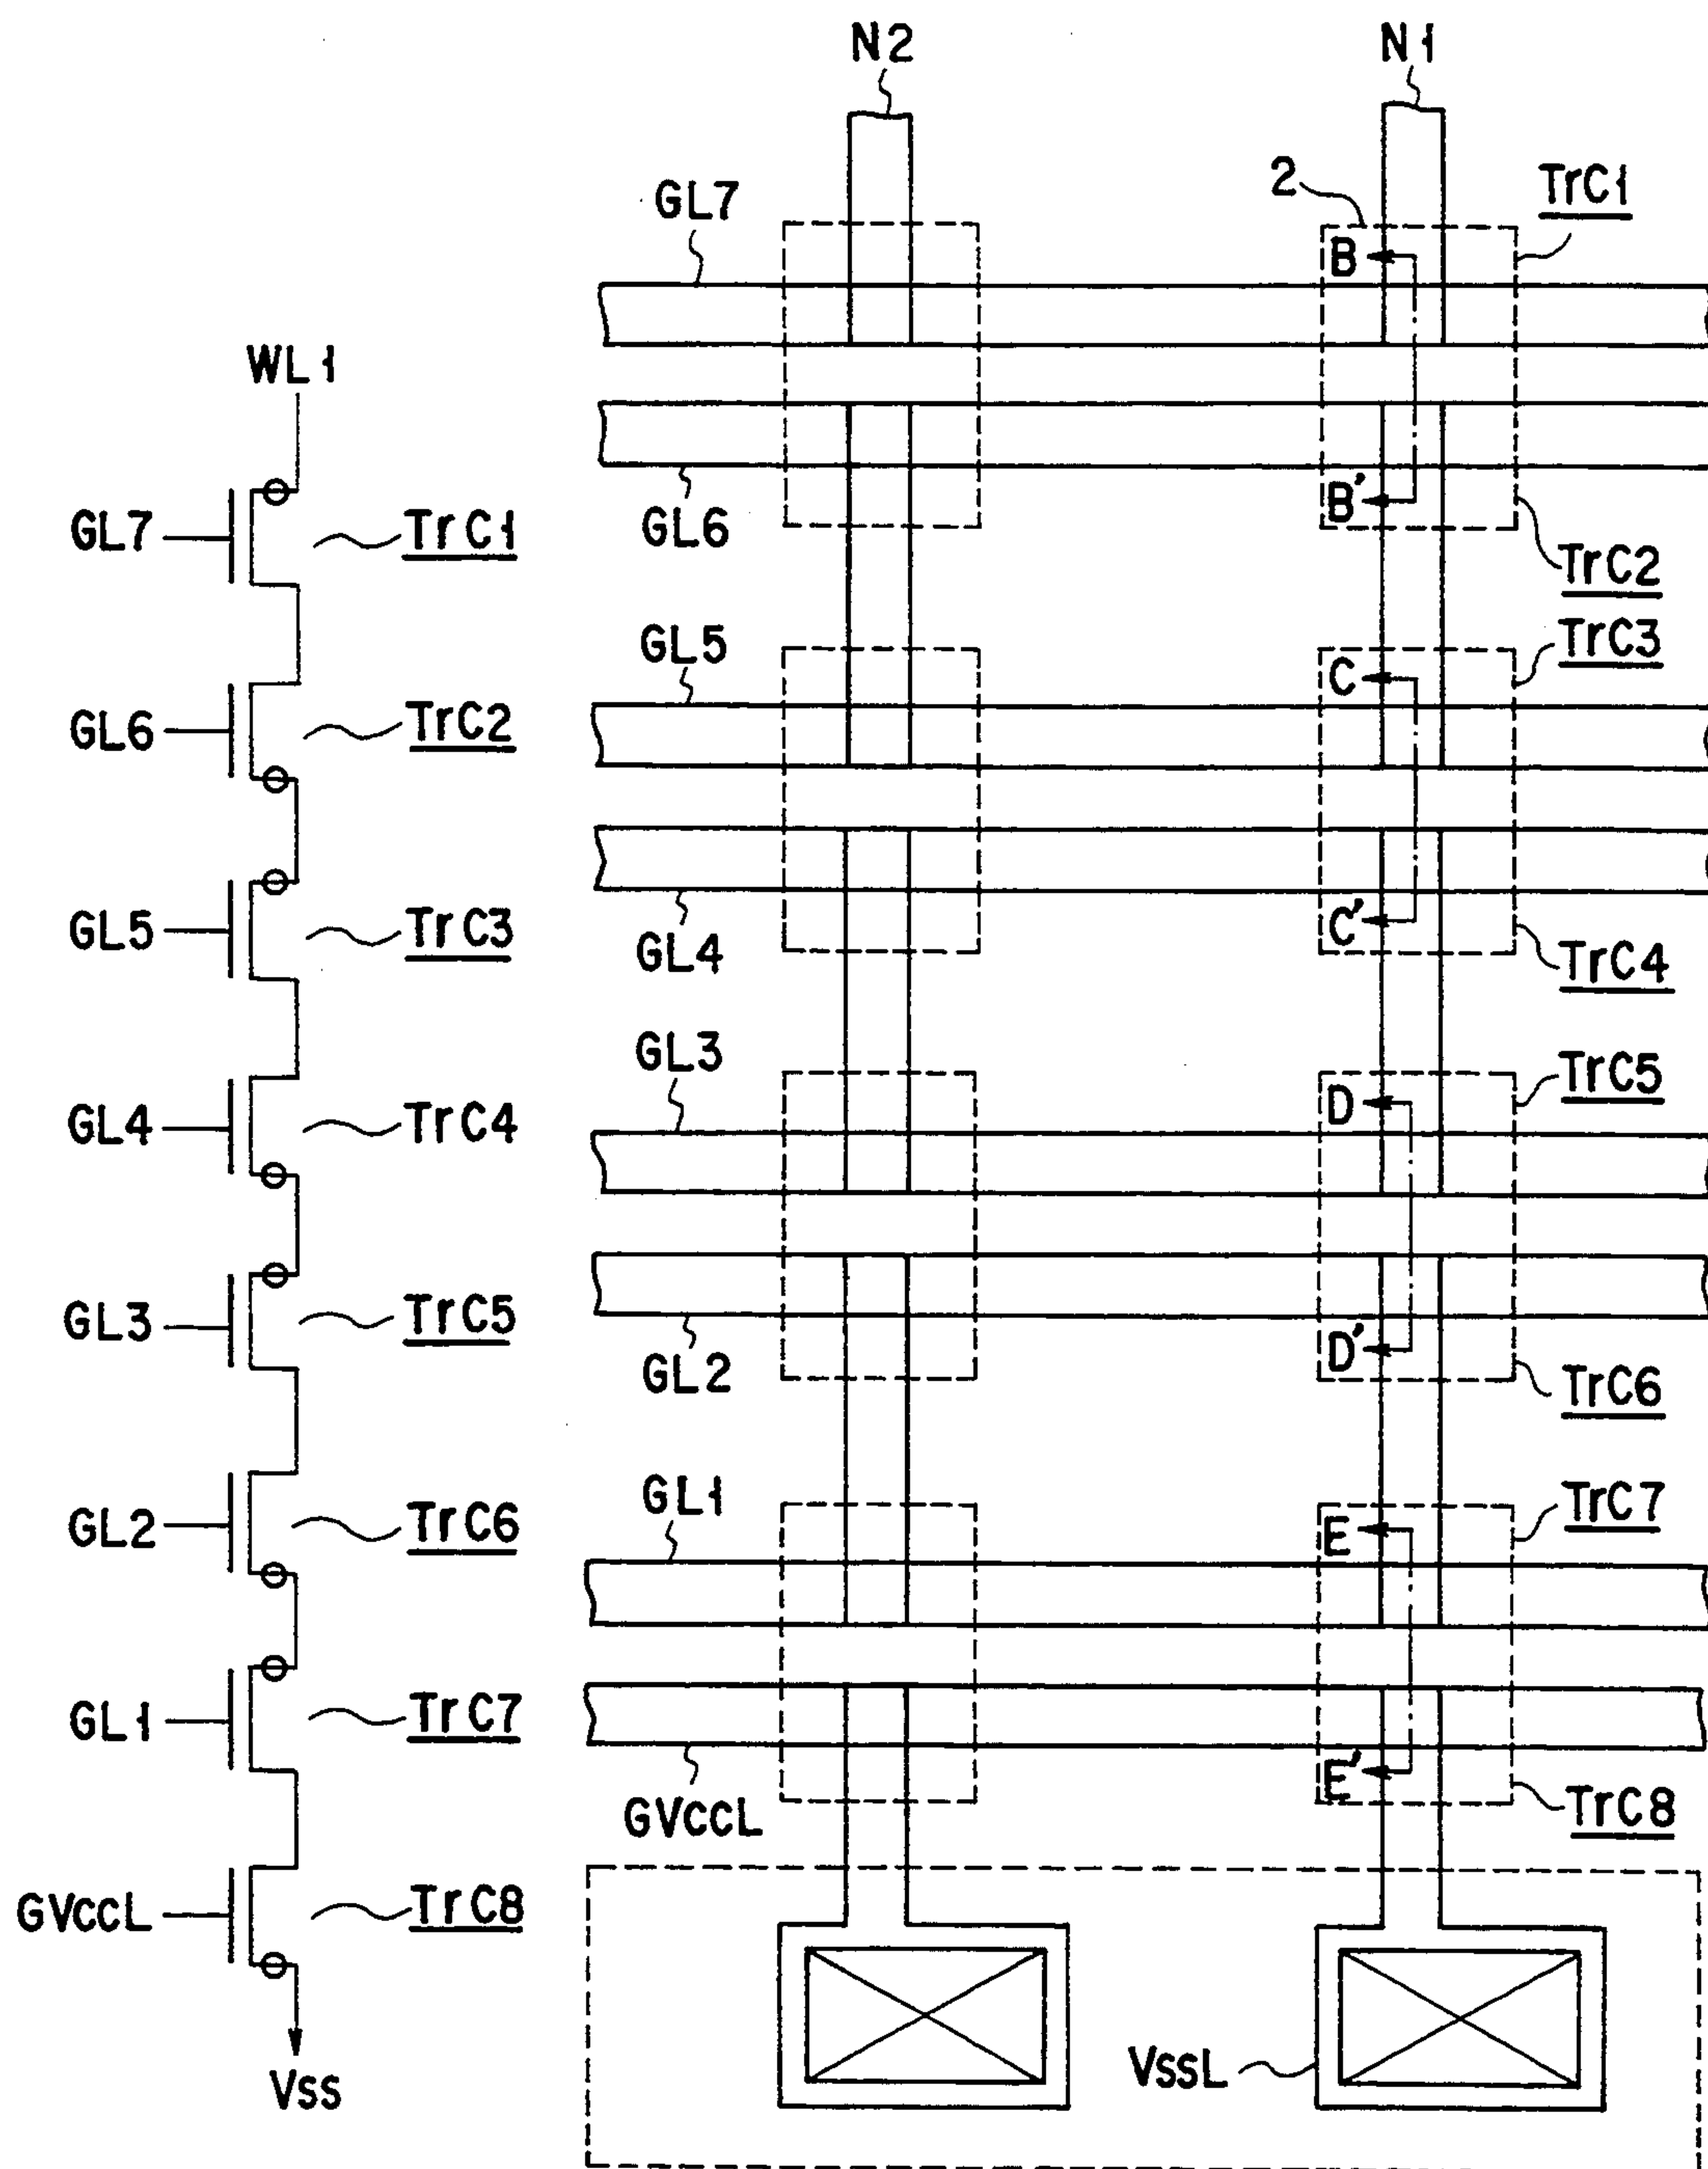 N2
N1
2
TrC1
GL7
B
WL1
GL7
TrC1
GL6
B'
TrC2
GL5
TrC3
C
GL6
TrC2
GL5
TrC3
GL4
C'
TrC4
GL3
TrC5
D
GL4
TrC4
GL3
TrC5
GL2
D'
TrC6
GL1
TrC7
E
GL2
TrC6
GL1
TrC7
GVCCL
E'
TrC8
GVCCL
TrC8
VSSL
VSS